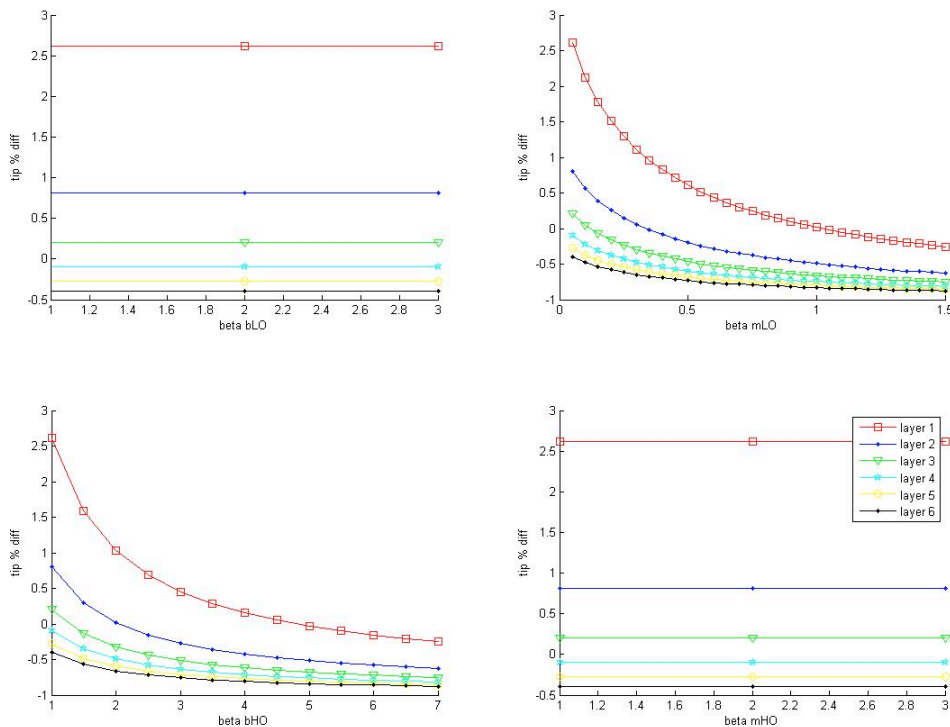 3
2.5
2
1.5
1
0.5
0
-0.5
tip % diff
1 1.2 1.4 1.6 1.8 2 2.2 2.4 2.6 2.8 3
beta bLO
3
2.5
2
1.5
1
0.5
0
-0.5
-1
tip % diff
0 0.5 1 1.5
beta mLO
3
2.5
2
1.5
1
0.5
0
-0.5
-1
tip % diff
1 2 3 4 5 6 7
beta bHO
3
2.5
2
1.5
1
0.5
0
-0.5
tip % diff
1 1.2 1.4 1.6 1.8 2 2.2 2.4 2.6 2.8 3
beta mHO
layer 1
layer 2
layer 3
layer 4
layer 5
layer 6